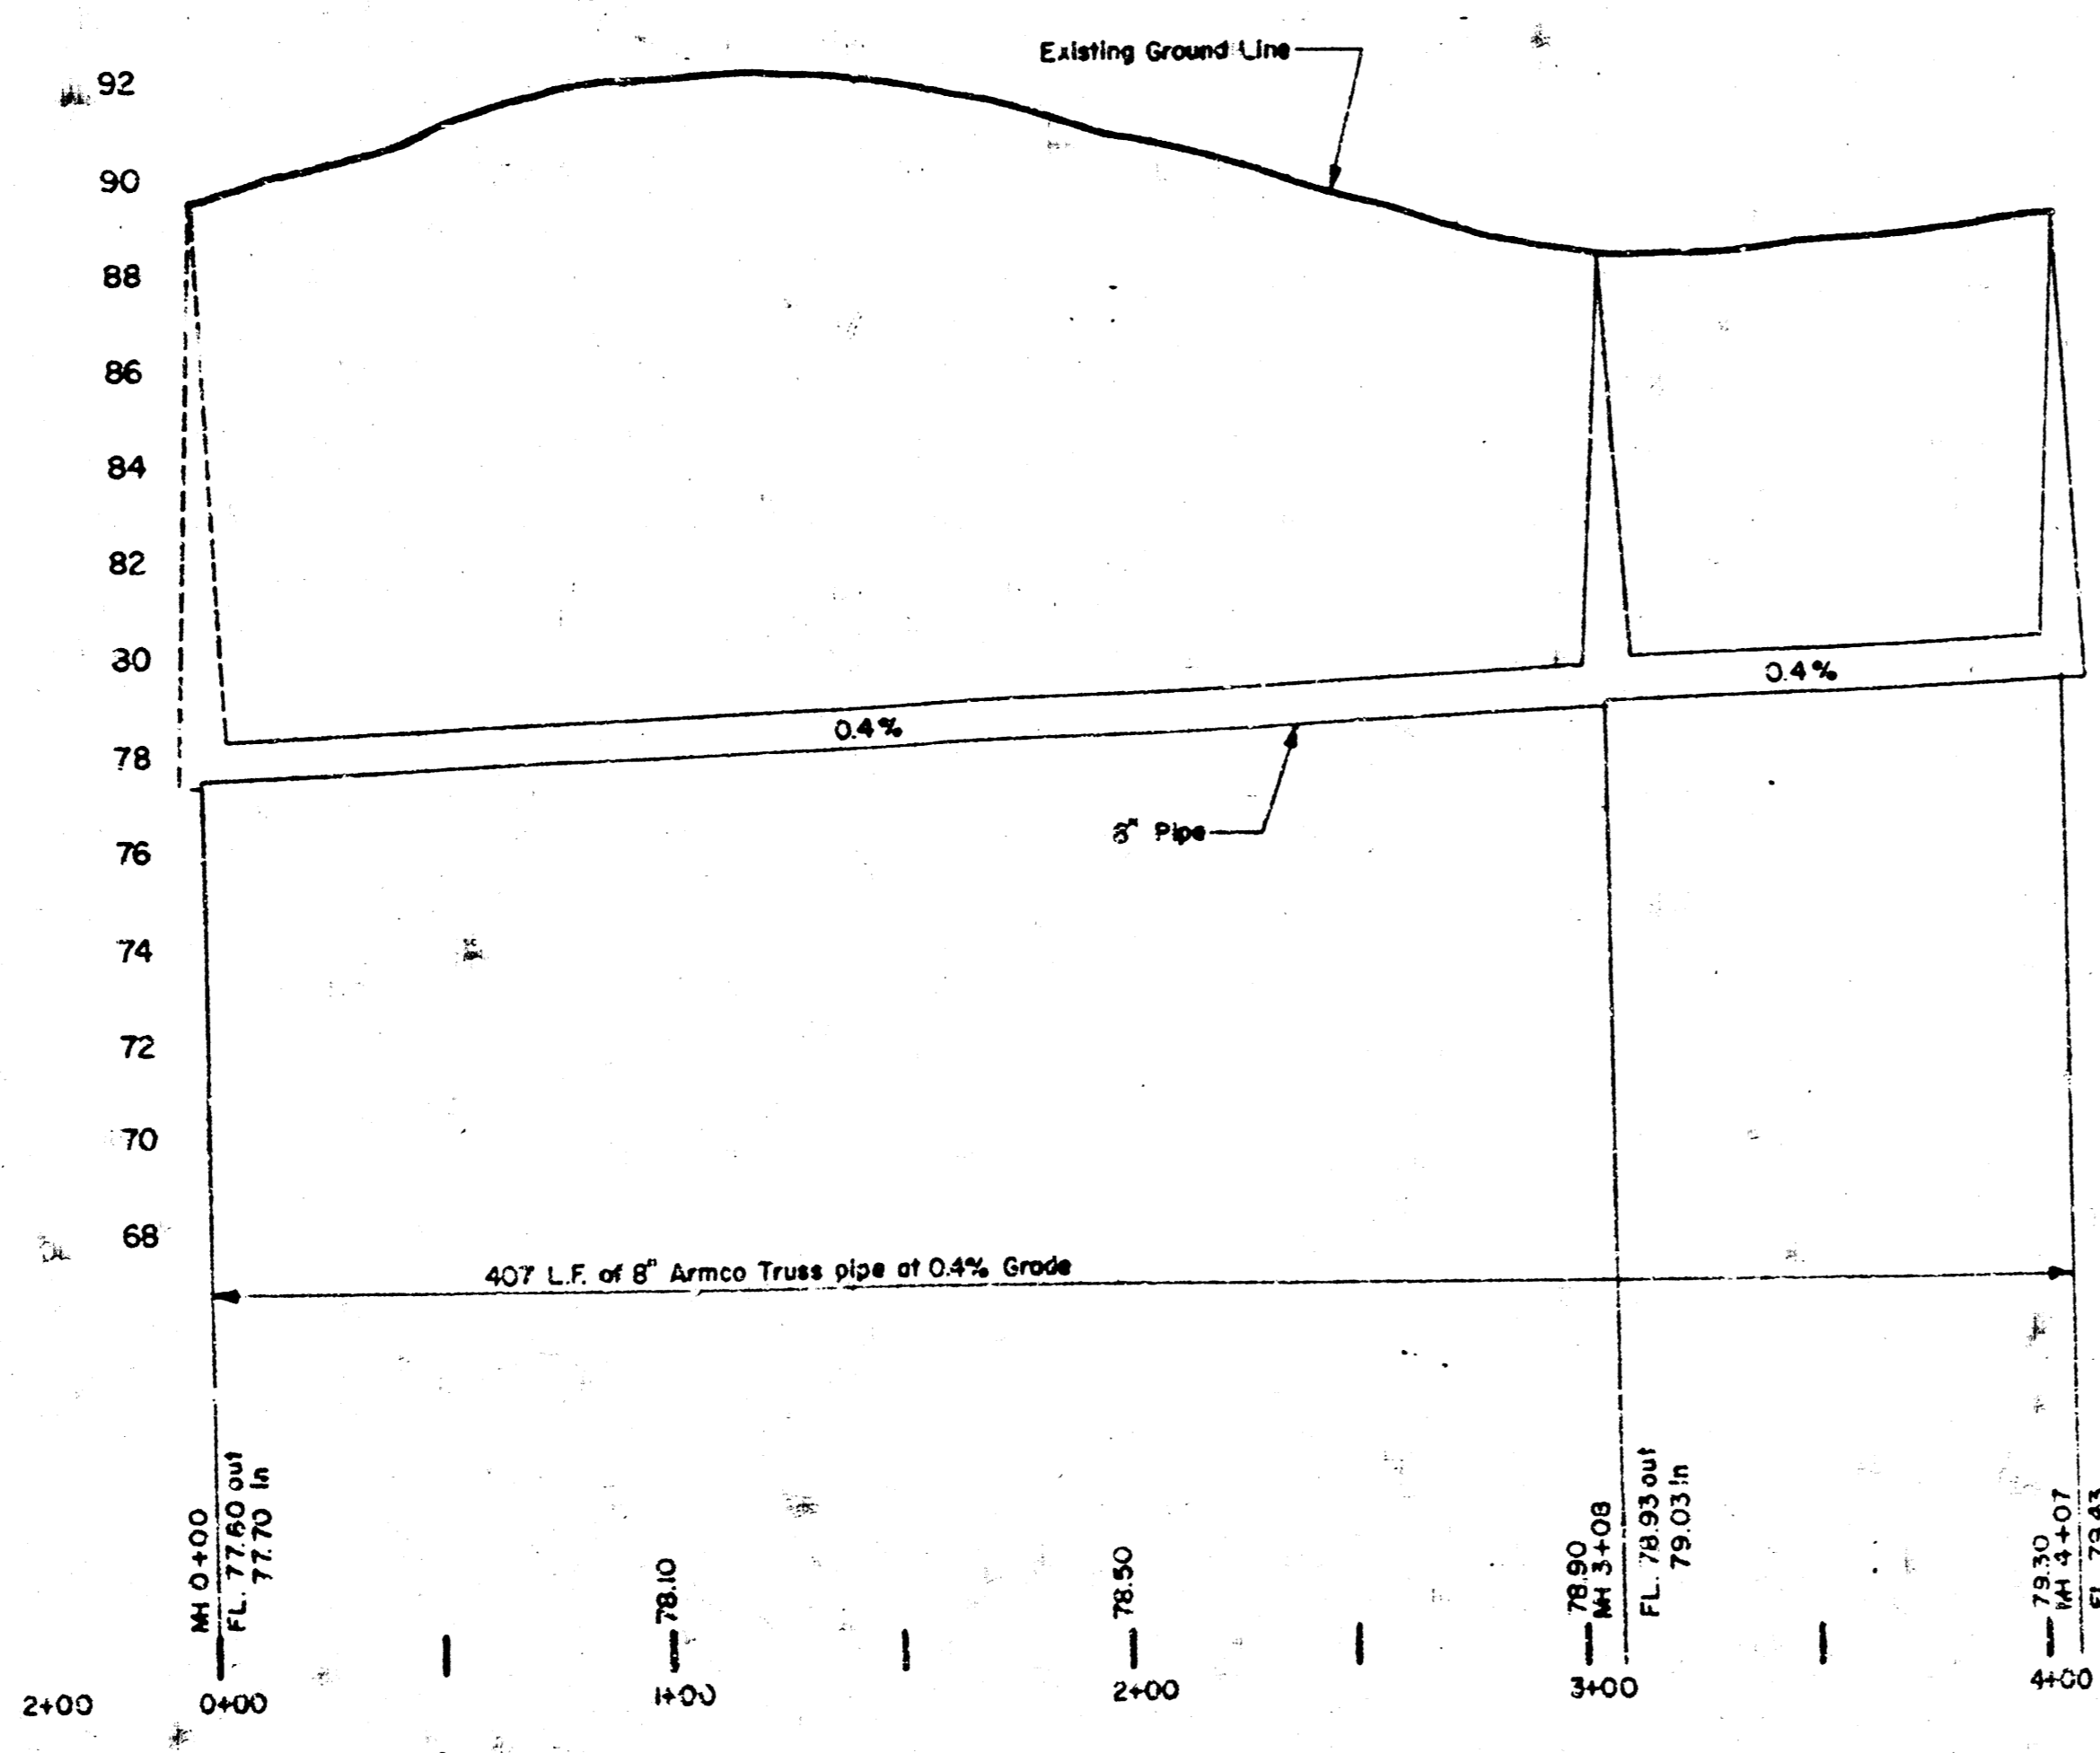 Existing Ground Line
92
90
88
86
84
82
80
78
76
74
72
70
68
0.4%
0.4%
8" Pipe
407 L.F. of 8" Armco Truss pipe at 0.4% Grade
MH 0+00
FL. 77.60 out
77.70 In
78.10
78.50
78.90
MH 3+08
FL. 78.93 out
79.03 In
79.30
MH 4+07
FL. 79.43
2+00
0+00
1+00
2+00
3+00
4+00